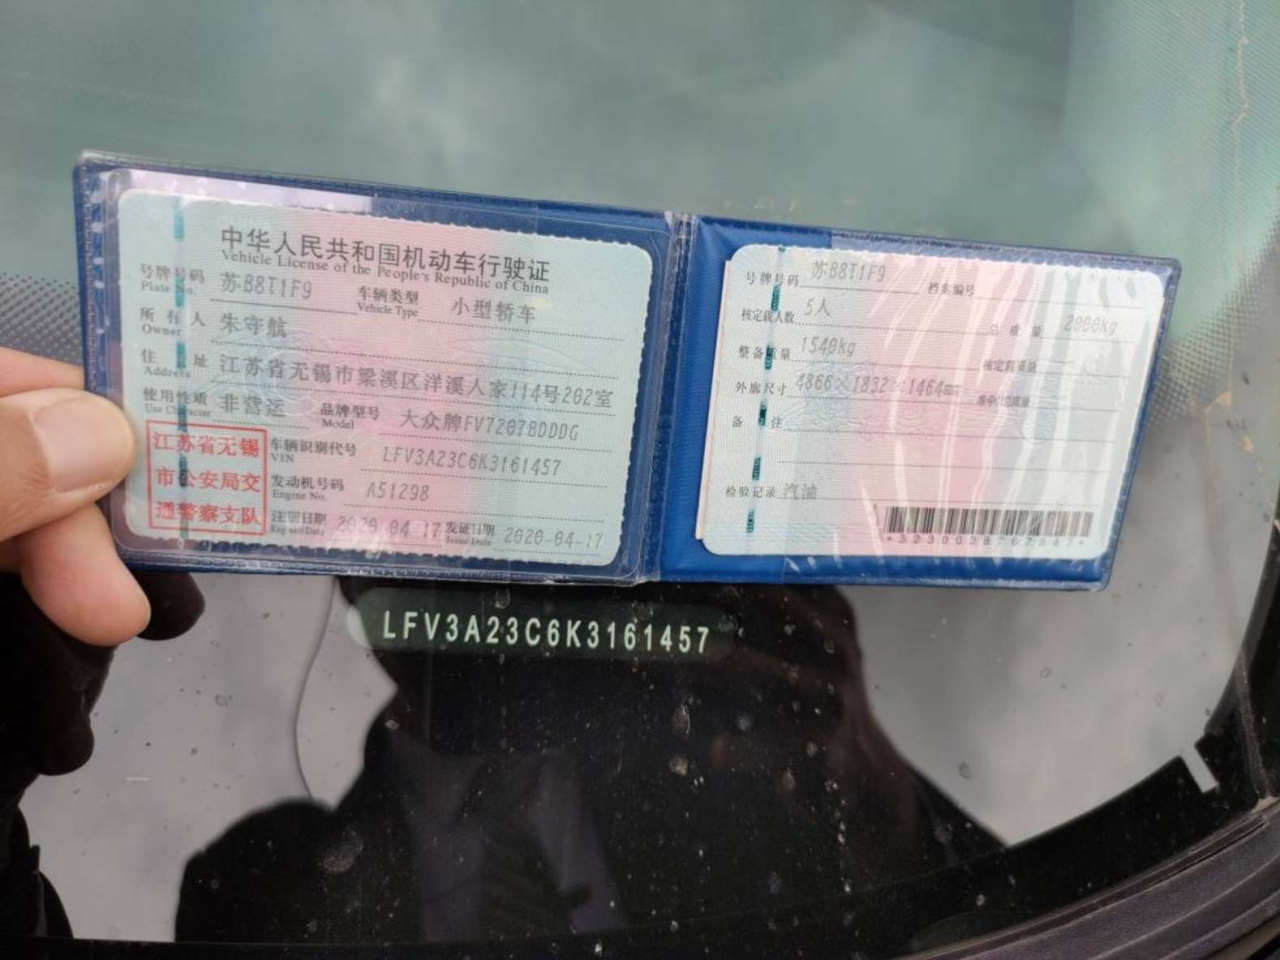 中华人民共和国机动车行驶证
Vehicle License of the People's Republic of China
号牌号码 苏B8T1F9 车辆类型 小型轿车
Plate No. Vehicle Type
所有人 朱守航
Owner
住址 江苏省无锡市梁溪区洋溪人家114号202室
Address
使用性质 非营运 品牌型号 大众牌FV7207BDDDG
Use Character Model
江苏省无锡
市公安局交
通警察支队
车辆识别代号 LFV3A23C6K3161457
VIN
发动机号码 A51298
Engine No.
注册日期 2020-04-17 发证日期 2020-04-17
Issue Date
号牌号码 苏B8T1F9 档案编号
核定载人数 5人 总质量 2000kg
整备质量 1540kg 核定载质量
外廓尺寸 4866×1832×1464mm
备注
检验记录 汽油
LFV3A23C6K3161457